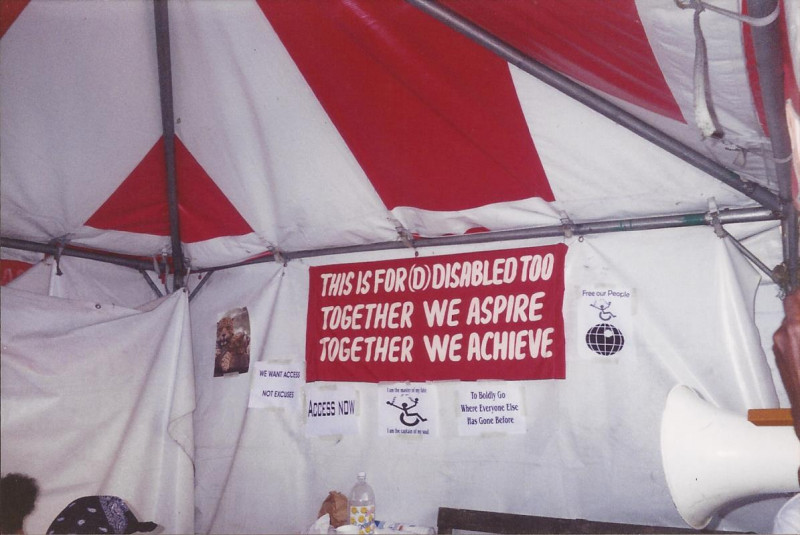 THIS IS FOR (D) DISABLED TOO
TOGETHER WE ASPIRE
TOGETHER WE ACHIEVE
Free our People
WE WANT ACCESS
NOT EXCUSES
ACCESS NOW
I am the master of my fate
I am the captain of my soul
To Boldly Go
Where Everyone Else
Has Gone Before